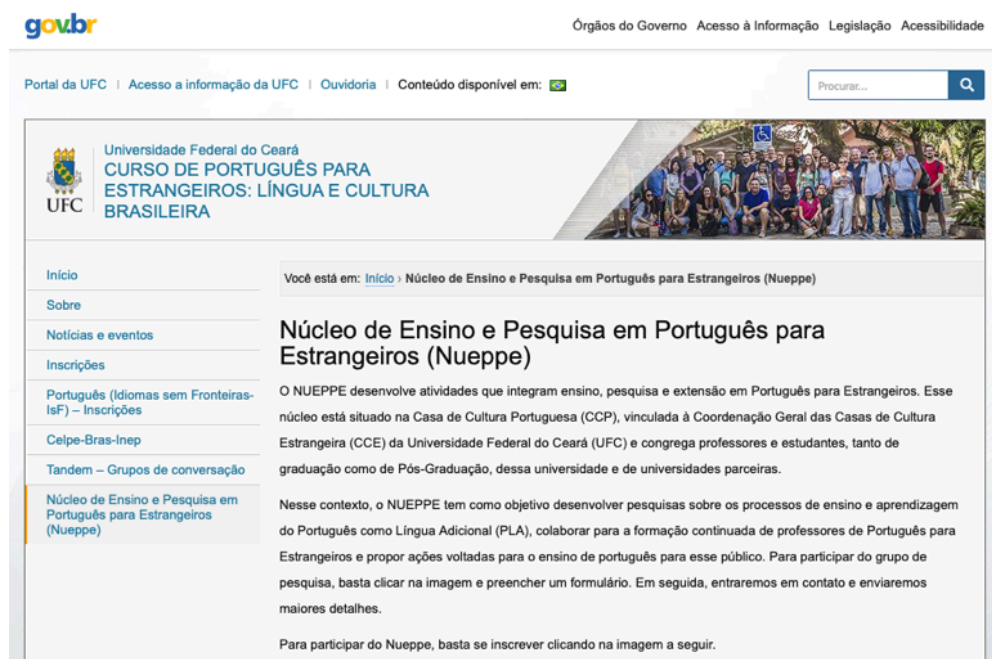 gov.br
Órgãos do Governo Acesso à Informação Legislação Acessibilidade
Portal da UFC | Acesso a informação da UFC | Ouvidoria | Conteúdo disponível em:
Procurar...
Universidade Federal do Ceará
CURSO DE PORTUGUÊS PARA
ESTRANGEIROS: LÍNGUA E CULTURA
BRASILEIRA
UFC
Início
Sobre
Notícias e eventos
Inscrições
Português (Idiomas sem Fronteiras-
IsF) – Inscrições
Celpe-Bras-Inep
Tandem – Grupos de conversação
Núcleo de Ensino e Pesquisa em
Português para Estrangeiros
(Nueppe)
Você está em: Início › Núcleo de Ensino e Pesquisa em Português para Estrangeiros (Nueppe)
Núcleo de Ensino e Pesquisa em Português para
Estrangeiros (Nueppe)
O NUEPPE desenvolve atividades que integram ensino, pesquisa e extensão em Português para Estrangeiros. Esse
núcleo está situado na Casa de Cultura Portuguesa (CCP), vinculada à Coordenação Geral das Casas de Cultura
Estrangeira (CCE) da Universidade Federal do Ceará (UFC) e congrega professores e estudantes, tanto de
graduação como de Pós-Graduação, dessa universidade e de universidades parceiras.
Nesse contexto, o NUEPPE tem como objetivo desenvolver pesquisas sobre os processos de ensino e aprendizagem
do Português como Língua Adicional (PLA), colaborar para a formação continuada de professores de Português para
Estrangeiros e propor ações voltadas para o ensino de português para esse público. Para participar do grupo de
pesquisa, basta clicar na imagem e preencher um formulário. Em seguida, entraremos em contato e enviaremos
maiores detalhes.
Para participar do Nueppe, basta se inscrever clicando na imagem a seguir.